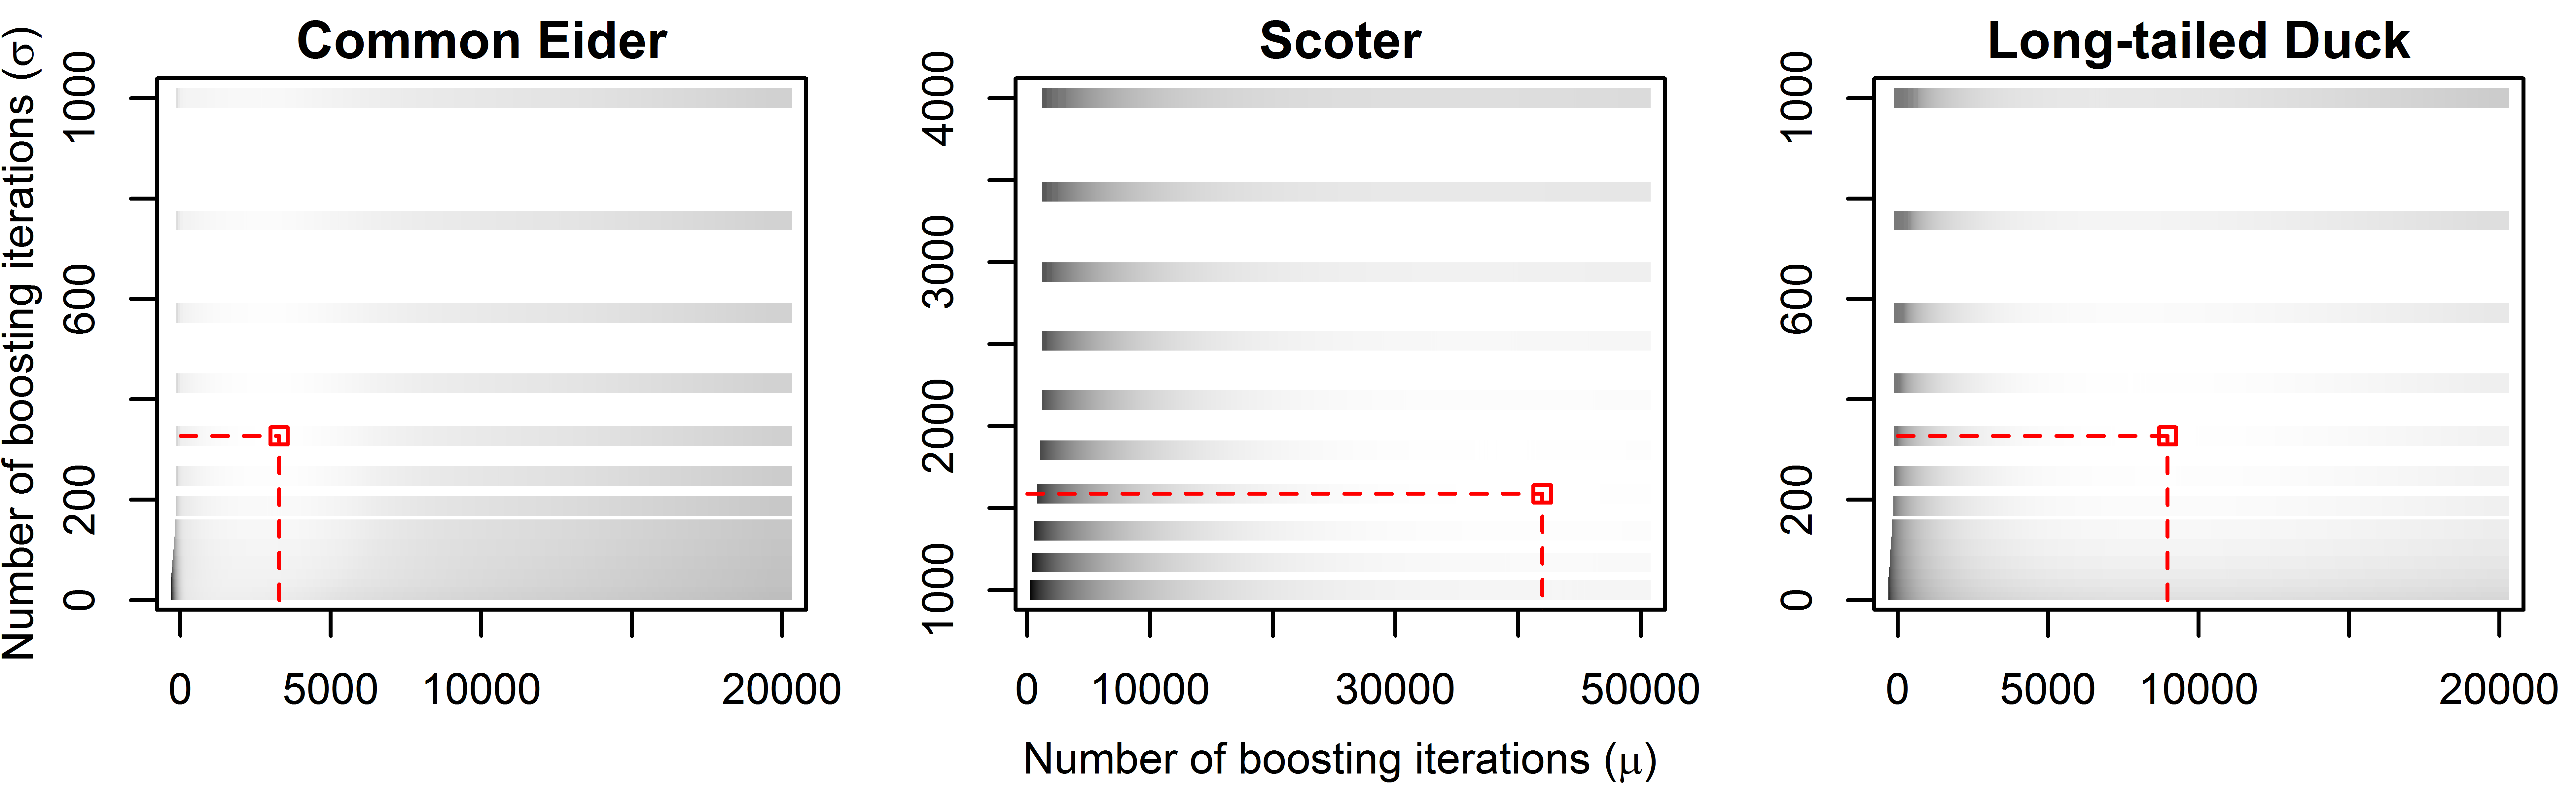 Common Eider
Scoter
Long-tailed Duck
Number of boosting iterations (σ)
0 200 600 1000
0 5000 10000 20000
1000 2000 3000 4000
0 10000 30000 50000
0 200 600 1000
0 5000 10000 20000
Number of boosting iterations (μ)